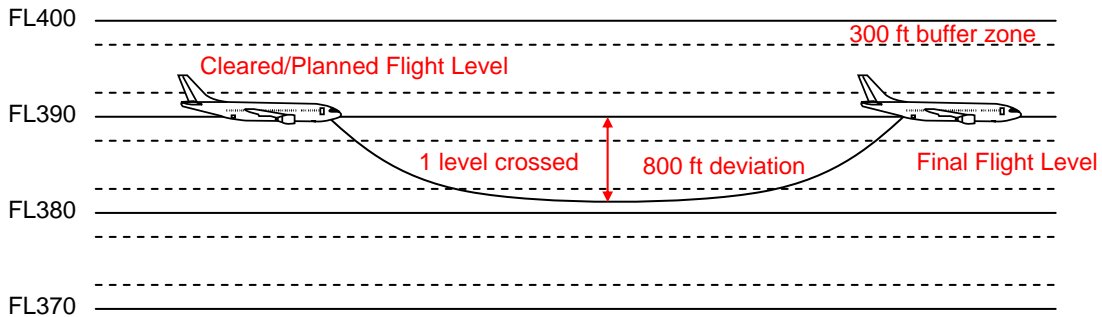 FL400
300 ft buffer zone
Cleared/Planned Flight Level
FL390
1 level crossed
800 ft deviation
Final Flight Level
FL380
FL370